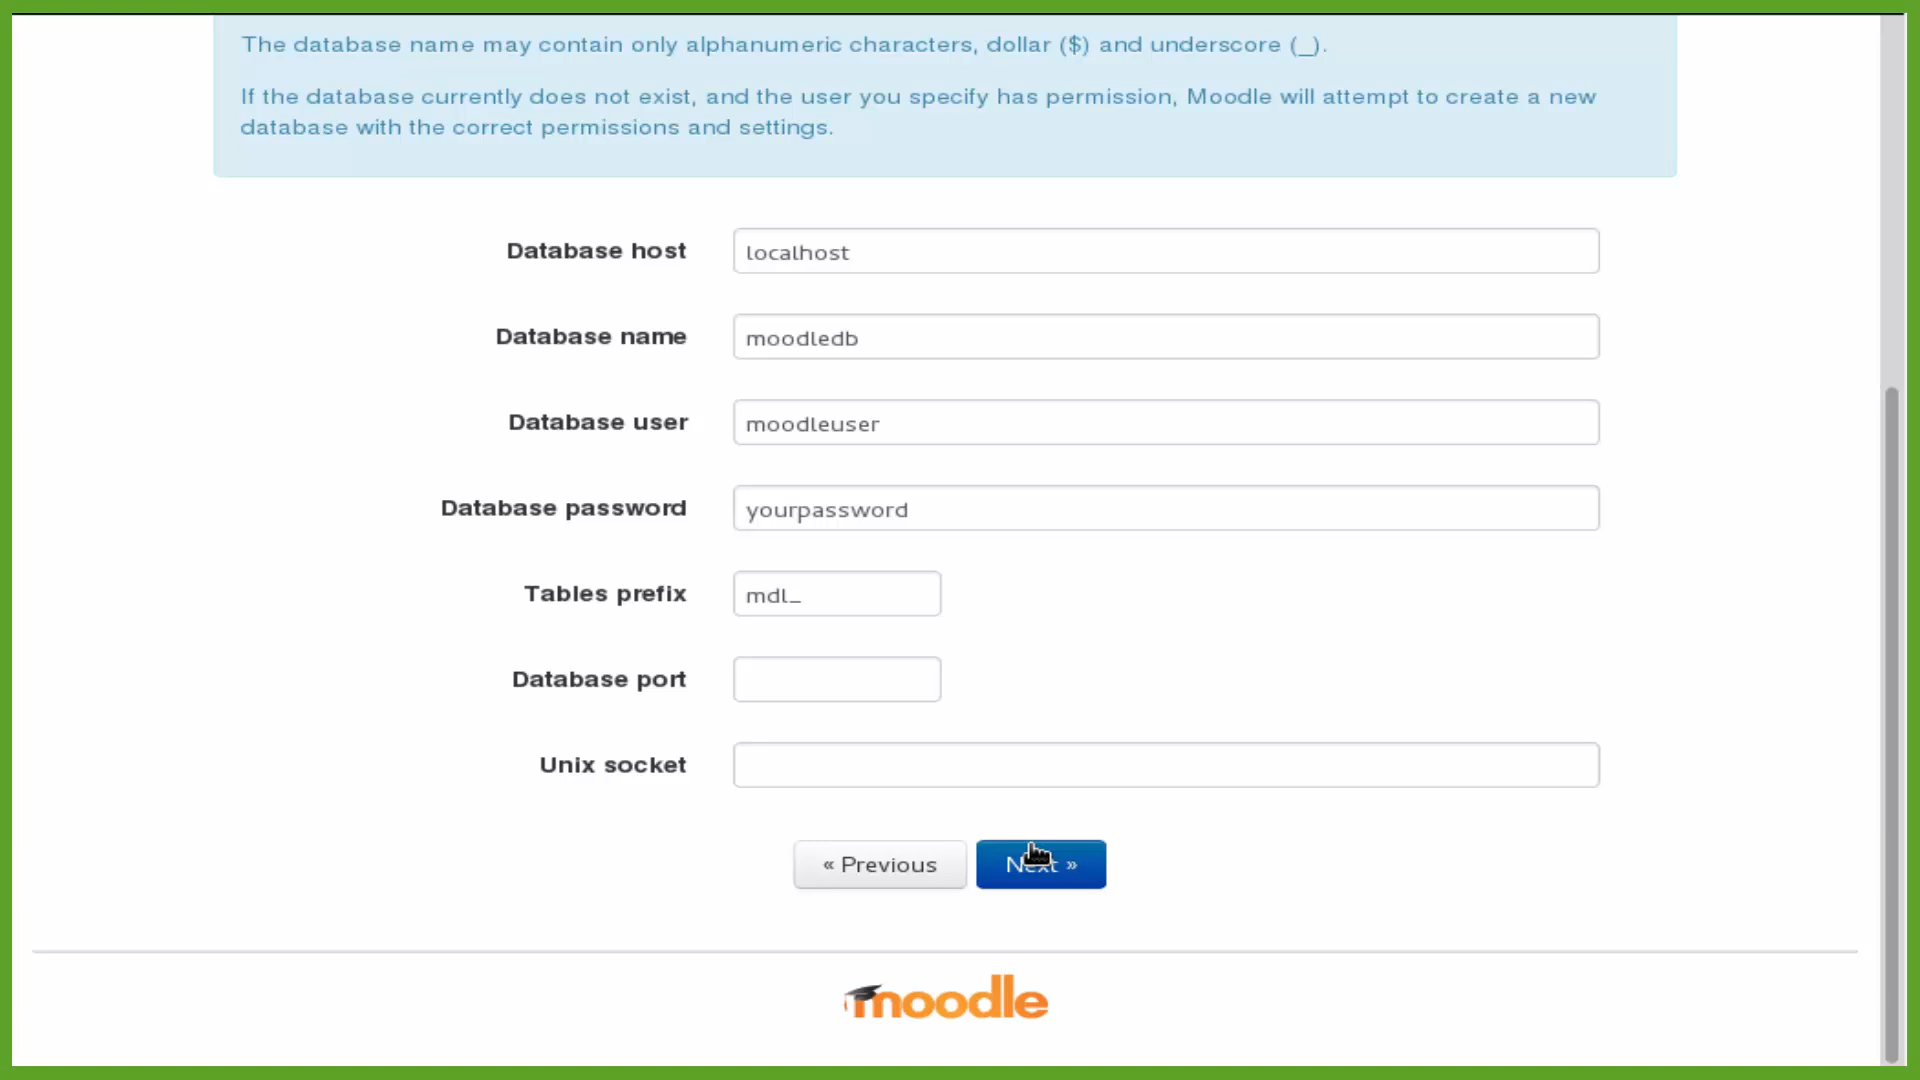 The database name may contain only alphanumeric characters, dollar ($) and underscore (_).
If the database currently does not exist, and the user you specify has permission, Moodle will attempt to create a new
database with the correct permissions and settings.
Database host localhost
Database name moodledb
Database user moodleuser
Database password yourpassword
Tables prefix mdl_
Database port
Unix socket
« Previous Next »
moodle